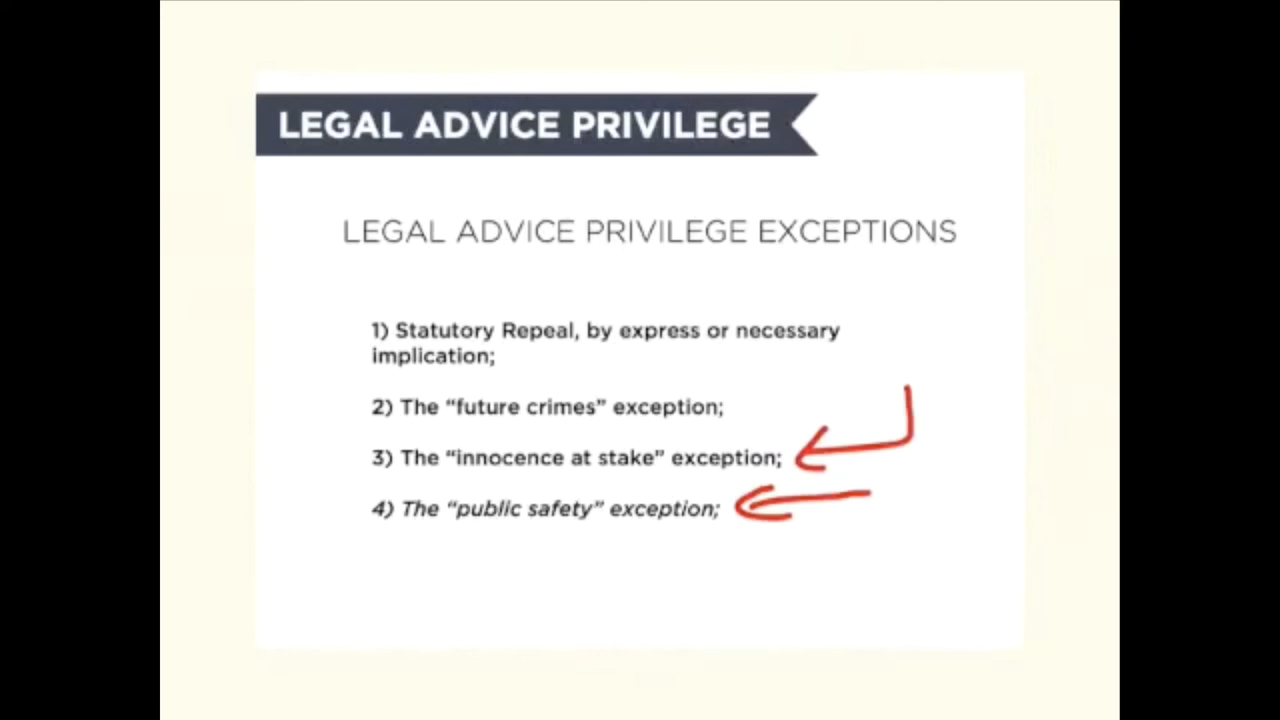 LEGAL ADVICE PRIVILEGE
LEGAL ADVICE PRIVILEGE EXCEPTIONS
1) Statutory Repeal, by express or necessary
implication;
2) The “future crimes” exception;
3) The “innocence at stake” exception;
4) The “public safety” exception;